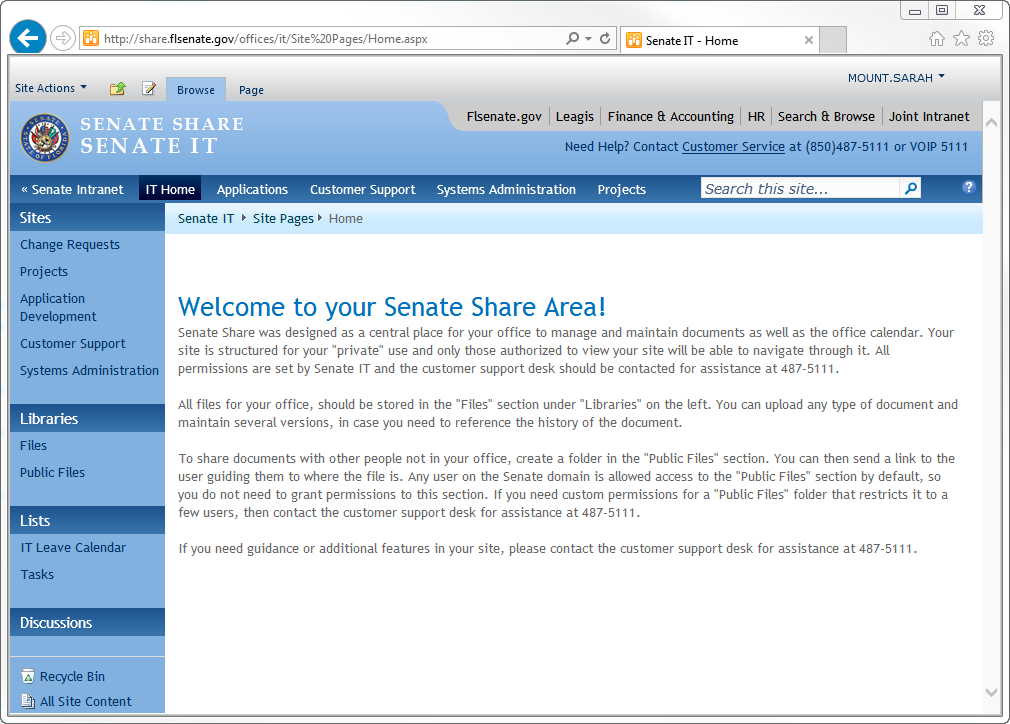 http://share.flsenate.gov/offices/it/Site%20Pages/Home.aspx
Senate IT - Home
Site Actions
Browse
Page
MOUNT.SARAH
SENATE SHARE
SENATE IT
Flsenate.gov
Leagis
Finance & Accounting
HR
Search & Browse
Joint Intranet
Need Help? Contact Customer Service at (850)487-5111 or VOIP 5111
« Senate Intranet
IT Home
Applications
Customer Support
Systems Administration
Projects
Search this site...
?
Sites
Change Requests
Projects
Application
Development
Customer Support
Systems Administration
Libraries
Files
Public Files
Lists
IT Leave Calendar
Tasks
Discussions
Recycle Bin
All Site Content
Senate IT
Site Pages
Home
Welcome to your Senate Share Area!
Senate Share was designed as a central place for your office to manage and maintain documents as well as the office calendar. Your
site is structured for your "private" use and only those authorized to view your site will be able to navigate through it. All
permissions are set by Senate IT and the customer support desk should be contacted for assistance at 487-5111.
All files for your office, should be stored in the "Files" section under "Libraries" on the left. You can upload any type of document and
maintain several versions, in case you need to reference the history of the document.
To share documents with other people not in your office, create a folder in the "Public Files" section. You can then send a link to the
user guiding them to where the file is. Any user on the Senate domain is allowed access to the "Public Files" section by default, so
you do not need to grant permissions to this section. If you need custom permissions for a "Public Files" folder that restricts it to a
few users, then contact the customer support desk for assistance at 487-5111.
If you need guidance or additional features in your site, please contact the customer support desk for assistance at 487-5111.